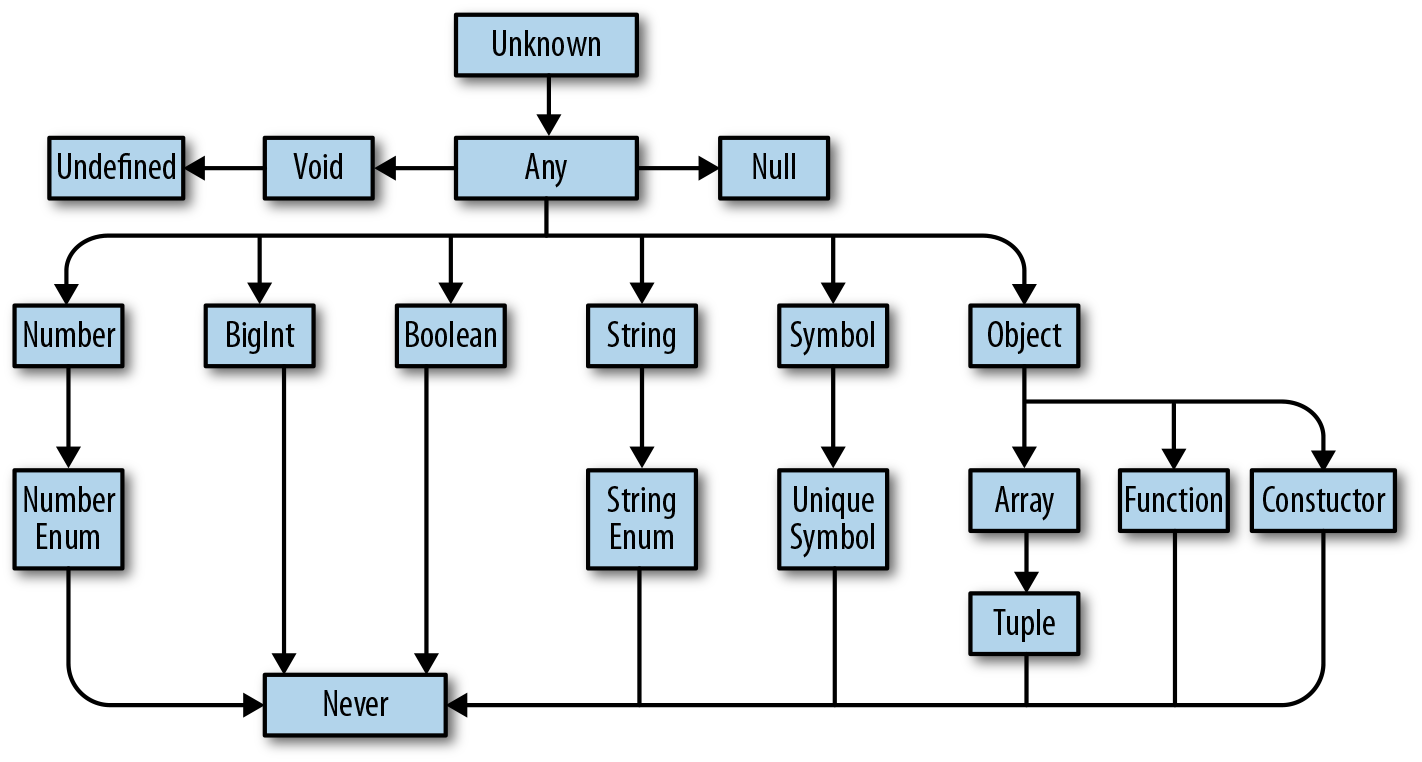 Unknown
Undefined
Void
Any
Null
Number
BigInt
Boolean
String
Symbol
Object
Number
Enum
String
Enum
Unique
Symbol
Array
Function
Constuctor
Tuple
Never